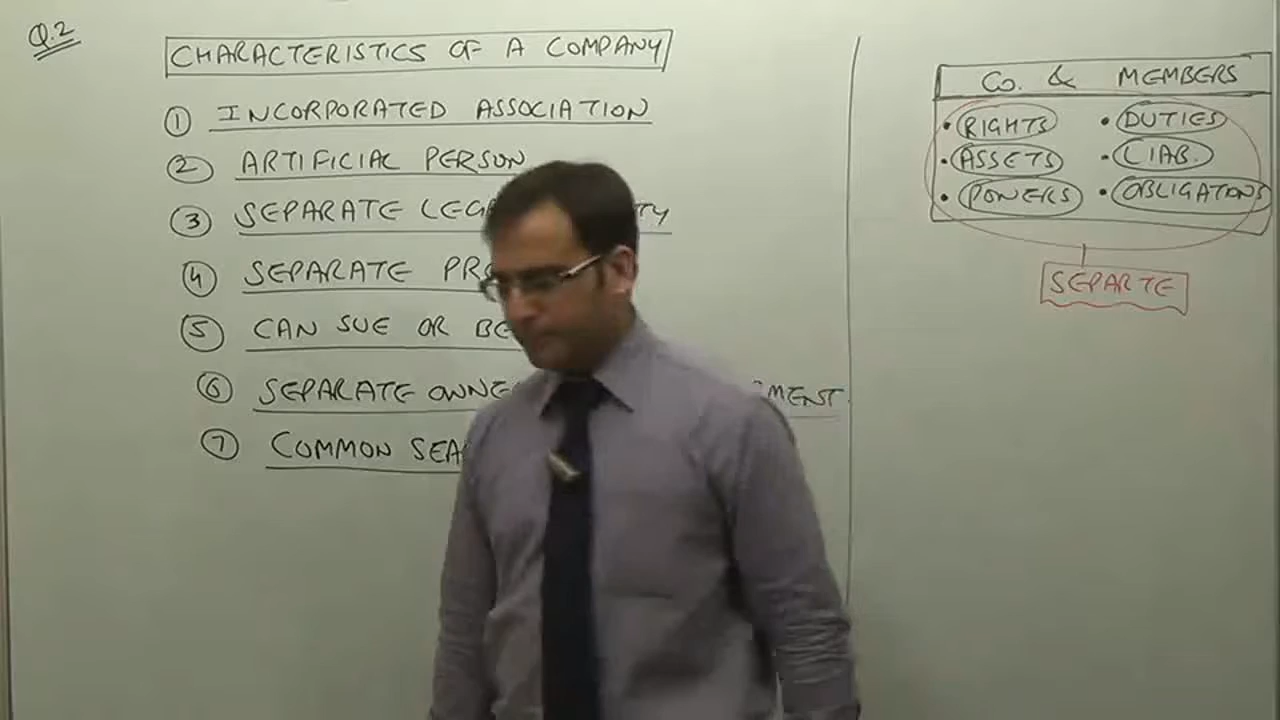 Q.2
CHARACTERISTICS OF A COMPANY
1 INCORPORATED ASSOCIATION
2 ARTIFICIAL PERSON
3 SEPARATE
4 SEPARATE
5 CAN SUE OR BE
6 SEPARATE
7 COMMON
Co. & MEMBERS
• RIGHTS • DUTIES
• ASSETS • LIAB.
• POWERS • OBLIGATIONS
SEPARTE